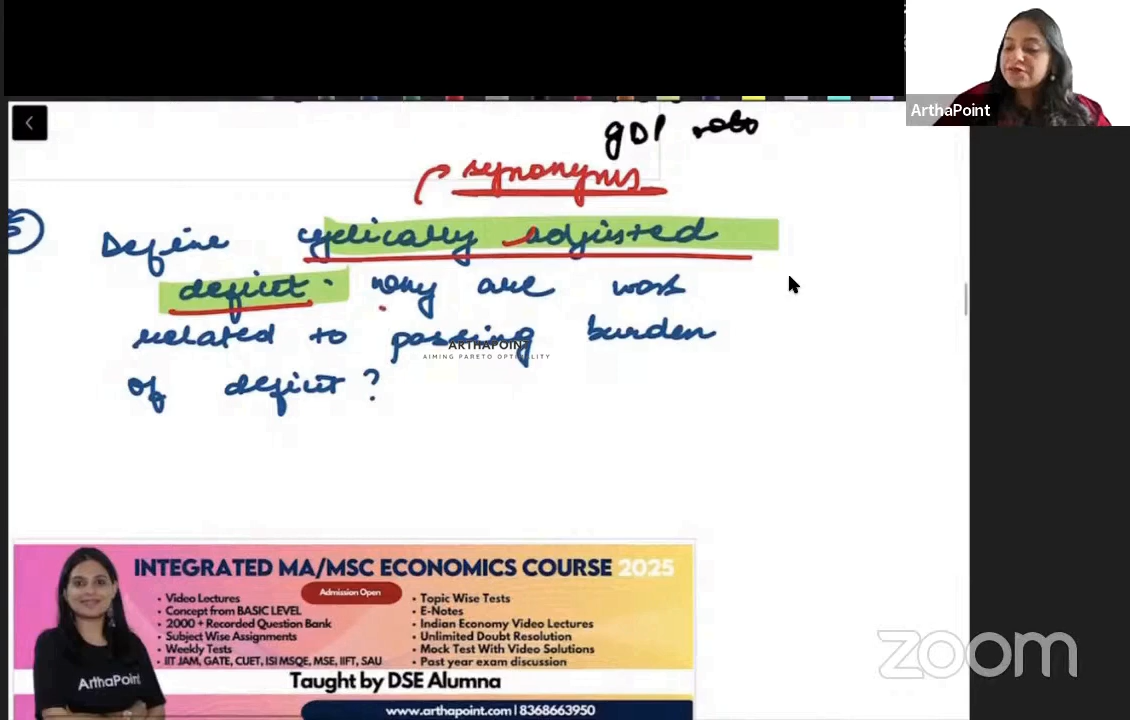 ArthaPoint
GDP ratio
synonyms
Define cyclically adjusted
deficit. Why are wars
related to passing burden
of deficit?
ARTHAPOINT
AIMING PARETO OPTIMALITY
INTEGRATED MA/MSC ECONOMICS COURSE 2025
Admission Open
• Video Lectures
• Concept from BASIC LEVEL
• 2000 + Recorded Question Bank
• Subject Wise Assignments
• Weekly Tests
• IIT JAM, GATE, CUET, ISI MSQE, MSE, IIFT, SAU
• Topic Wise Tests
• E-Notes
• Indian Economy Video Lectures
• Unlimited Doubt Resolution
• Mock Test With Video Solutions
• Past year exam discussion
ArthaPoint
Taught by DSE Alumna
www.arthapoint.com | 8368663950
zoom